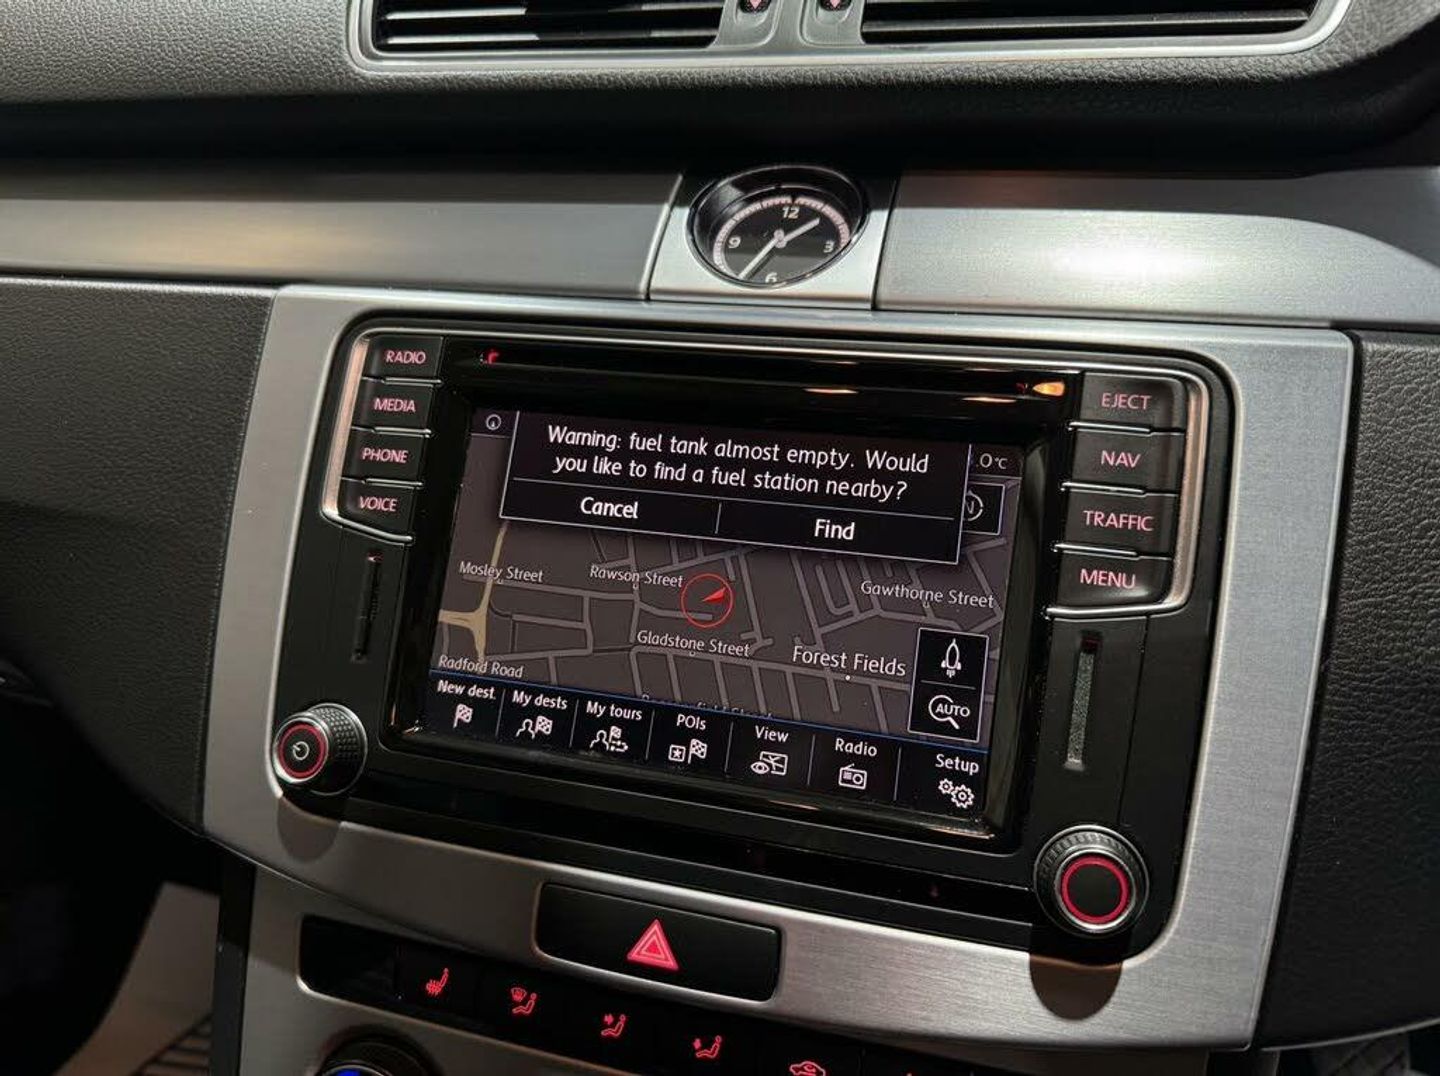 12
9
3
6
RADIO
MEDIA
PHONE
VOICE
EJECT
NAV
TRAFFIC
MENU
Warning: fuel tank almost empty. Would
you like to find a fuel station nearby?
Cancel
Find
.0°C
N
Mosley Street
Rawson Street
Gawthorne Street
Gladstone Street
Forest Fields
Radford Road
AUTO
New dest.
My dests
My tours
POIs
View
Radio
Setup